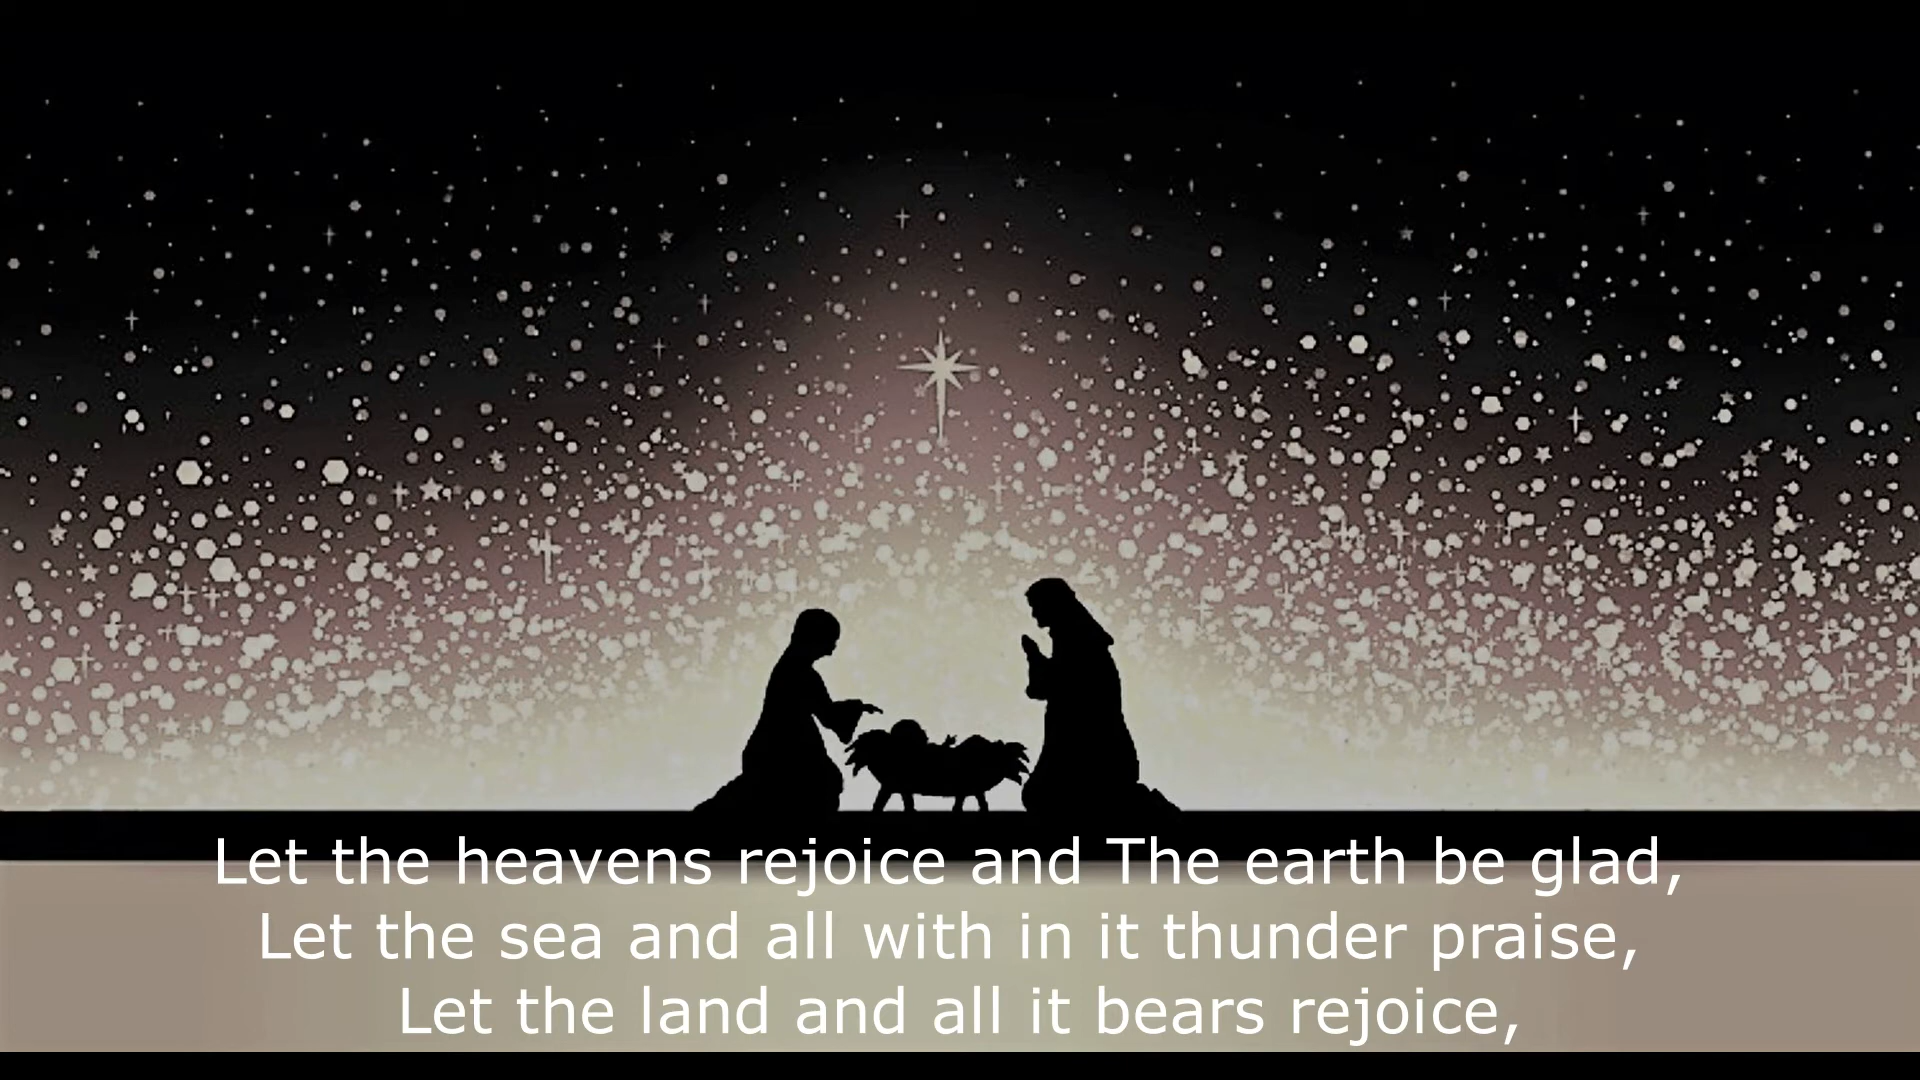 Let the heavens rejoice and The earth be glad,
Let the sea and all with in it thunder praise,
Let the land and all it bears rejoice,